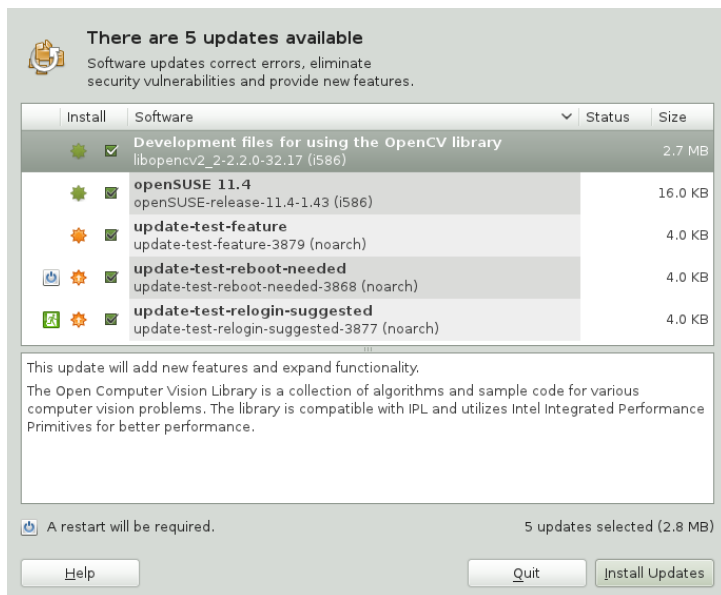 There are 5 updates available
Software updates correct errors, eliminate
security vulnerabilities and provide new features.
Install Software Status Size
Development files for using the OpenCV library
libopencv2_2-2.2.0-32.17 (i586)
2.7 MB
openSUSE 11.4
openSUSE-release-11.4-1.43 (i586)
16.0 KB
update-test-feature
update-test-feature-3879 (noarch)
4.0 KB
update-test-reboot-needed
update-test-reboot-needed-3868 (noarch)
4.0 KB
update-test-relogin-suggested
update-test-relogin-suggested-3877 (noarch)
4.0 KB
This update will add new features and expand functionality.
The Open Computer Vision Library is a collection of algorithms and sample code for various
computer vision problems. The library is compatible with IPL and utilizes Intel Integrated Performance
Primitives for better performance.
A restart will be required. 5 updates selected (2.8 MB)
Help Quit Install Updates